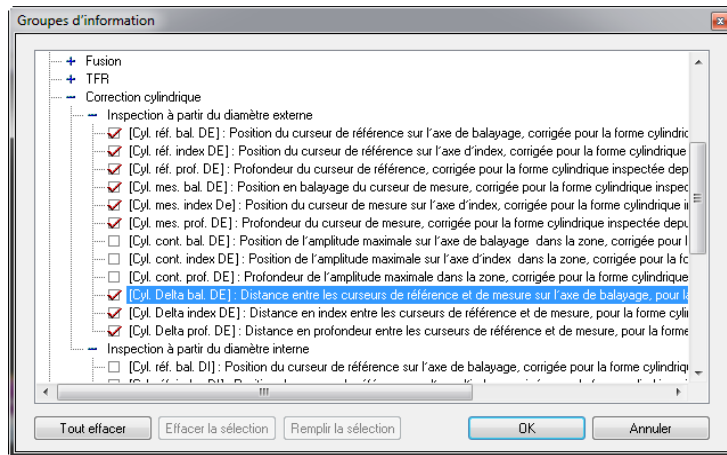 Groupes d'information
Fusion
TFR
Correction cylindrique
Inspection à partir du diamètre externe
[Cyl. réf. bal. DE] : Position du curseur de référence sur l'axe de balayage, corrigée pour la forme cylindric
[Cyl. réf. index DE] : Position du curseur de référence sur l'axe d'index, corrigée pour la forme cylindrique
[Cyl. réf. prof. DE] : Profondeur du curseur de référence, corrigée pour la forme cylindrique inspectée dep
[Cyl. mes. bal. DE] : Position en balayage du curseur de mesure, corrigée pour la forme cylindrique inspec
[Cyl. mes. index De] : Position du curseur de mesure sur l'axe d'index, corrigée pour la forme cylindrique i
[Cyl. mes. prof. DE] : Profondeur du curseur de mesure, corrigée pour la forme cylindrique inspectée depu
[Cyl. cont. bal. DE] : Position de l'amplitude maximale sur l'axe de balayage dans la zone, corrigée pour l
[Cyl. cont. index DE] : Position de l'amplitude maximale sur l'axe d'index dans la zone, corrigée pour la fo
[Cyl. cont. prof. DE] : Profondeur de l'amplitude maximale dans la zone, corrigée pour la forme cylindrique
[Cyl. Delta bal. DE] : Distance entre les curseurs de référence et de mesure sur l'axe de balayage, pour la
[Cyl. Delta index DE] : Distance en index entre les curseurs de référence et de mesure, pour la forme cyli
[Cyl. Delta prof. DE] : Distance en profondeur entre les curseurs de référence et de mesure, pour la forme
Inspection à partir du diamètre interne
[Cyl. réf. bal. DI] : Position du curseur de référence sur l'axe de balayage, corrigée pour la forme cylindriq
Tout effacer
Effacer la sélection
Remplir la sélection
OK
Annuler